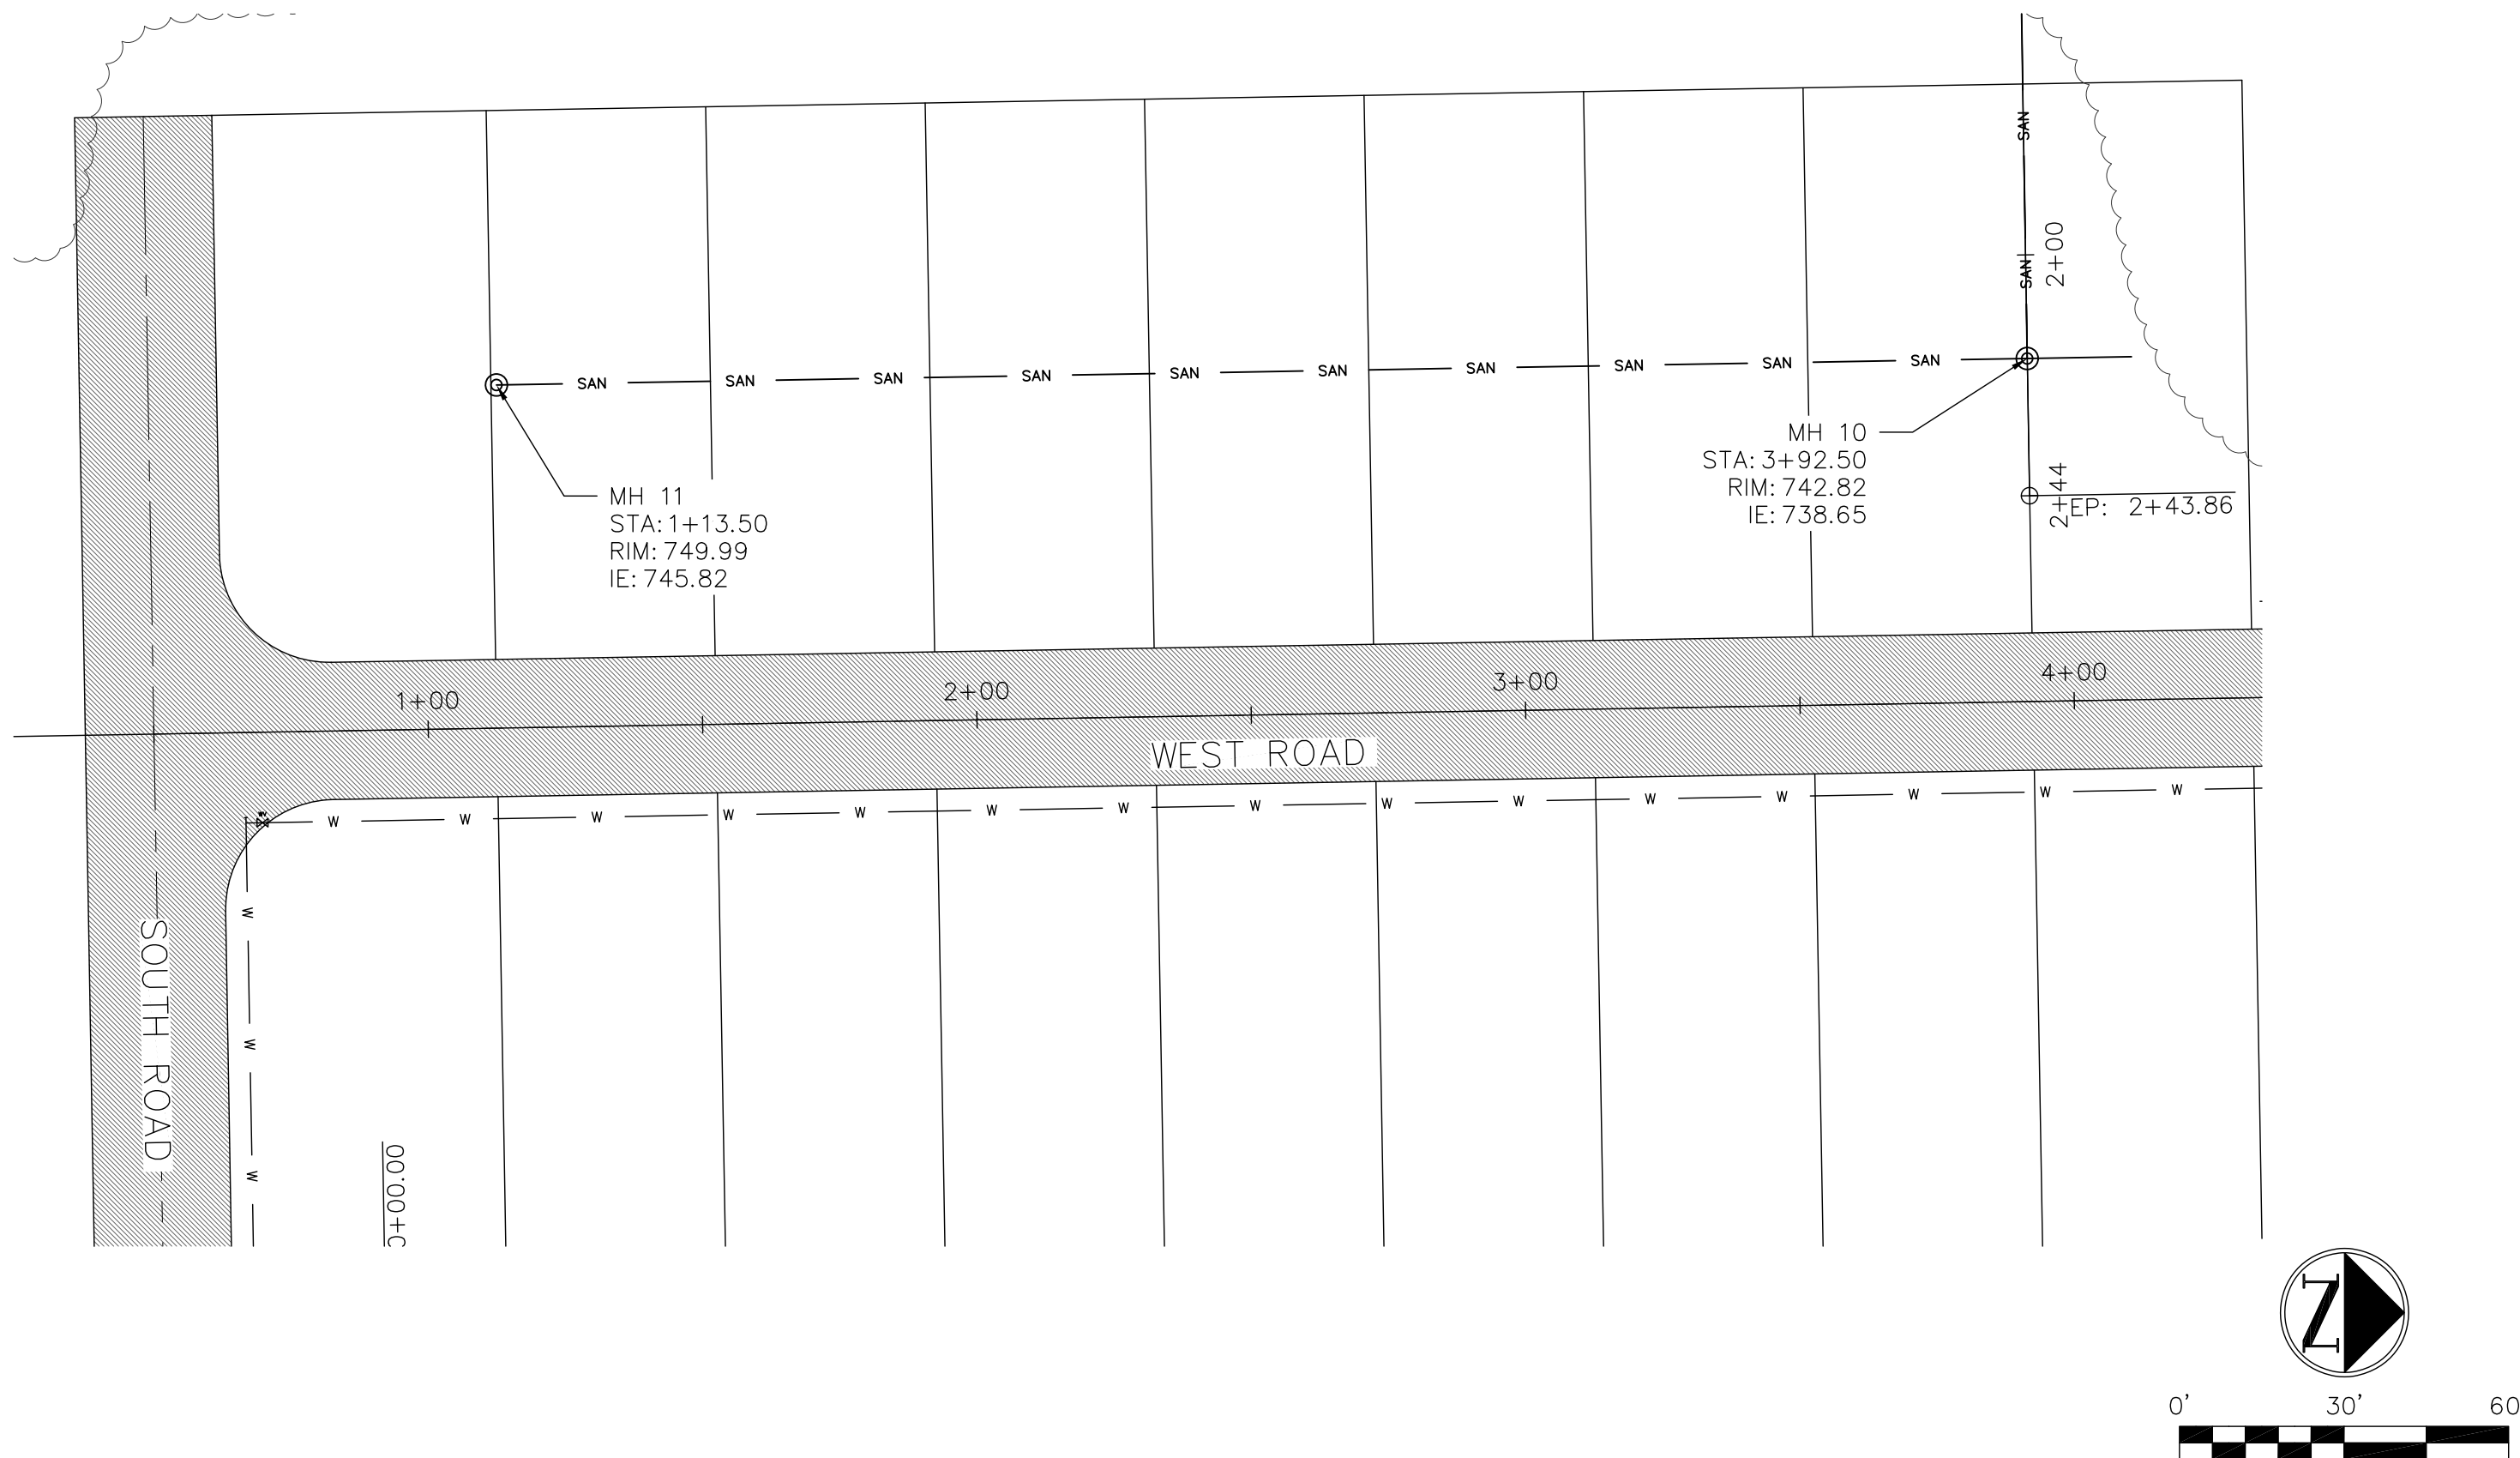 SAN
SAN
2+00
SAN SAN SAN SAN SAN SAN SAN SAN SAN SAN
MH 10
STA: 3+92.50
RIM: 742.82
IE: 738.65
MH 11
STA: 1+13.50
RIM: 749.99
IE: 745.82
2+44
EP: 2+43.86
1+00 2+00 3+00 4+00
WEST ROAD
W W W W W W W W W W W W W W W
W
W
W
SOUTH ROAD
N
0' 30' 60